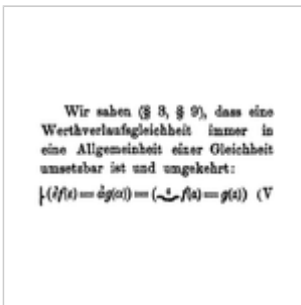 Wir sahen (§ 3, § 9), dass eine
Werthverlaufsgleichheit immer in
eine Allgemeinheit einer Gleichheit
umsetzbar ist und umgekehrt:
⊢(ἐf(ε)=ἀg(α))=(—𝔞—f(𝔞)=g(𝔞)) (V